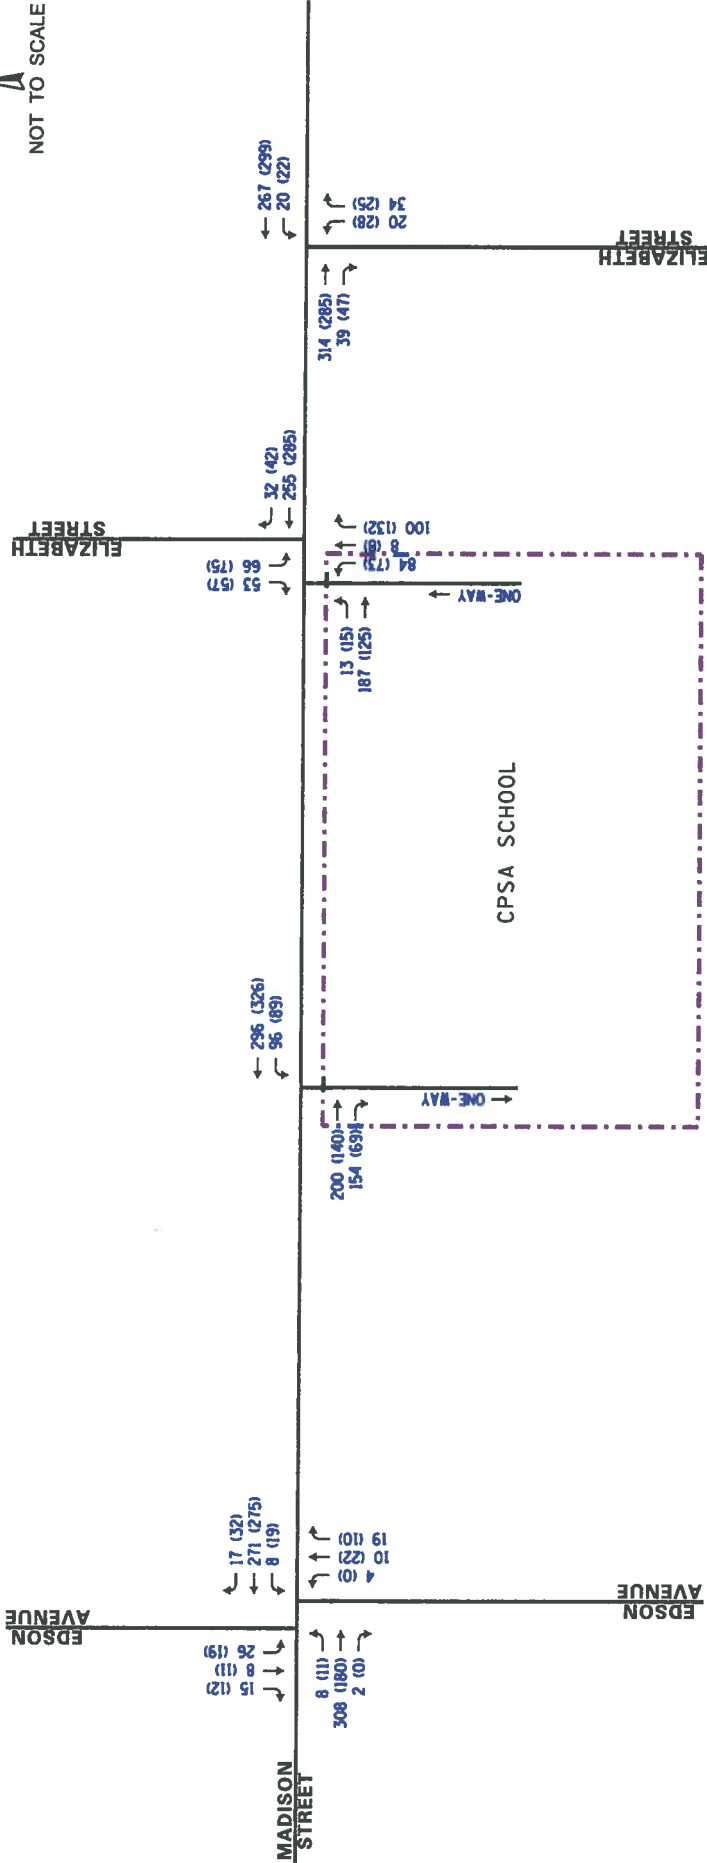 NOT TO SCALE
267 (299)
20 (22)
34 (25)
20 (28)
ELIZABETH
STREET
314 (285)
39 (47)
32 (42)
255 (285)
ELIZABETH
STREET
66 (75)
53 (57)
100 (132)
8 (8)
84 (73)
ONE-WAY
13 (15)
187 (125)
CPSA SCHOOL
296 (326)
96 (89)
ONE-WAY
200 (140)
154 (69)
17 (32)
271 (275)
8 (19)
19 (10)
10 (22)
4 (0)
EDSON
AVENUE
EDSON
AVENUE
26 (19)
8 (11)
15 (12)
8 (11)
308 (180)
2 (0)
MADISON
STREET